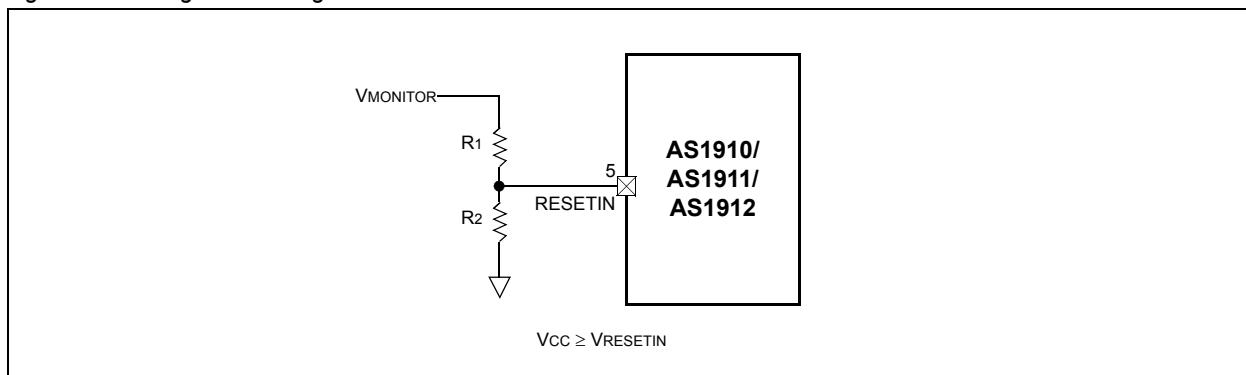 VMONITOR
R1
5
RESETIN
R2
AS1910/
AS1911/
AS1912
VCC ≥ VRESETIN